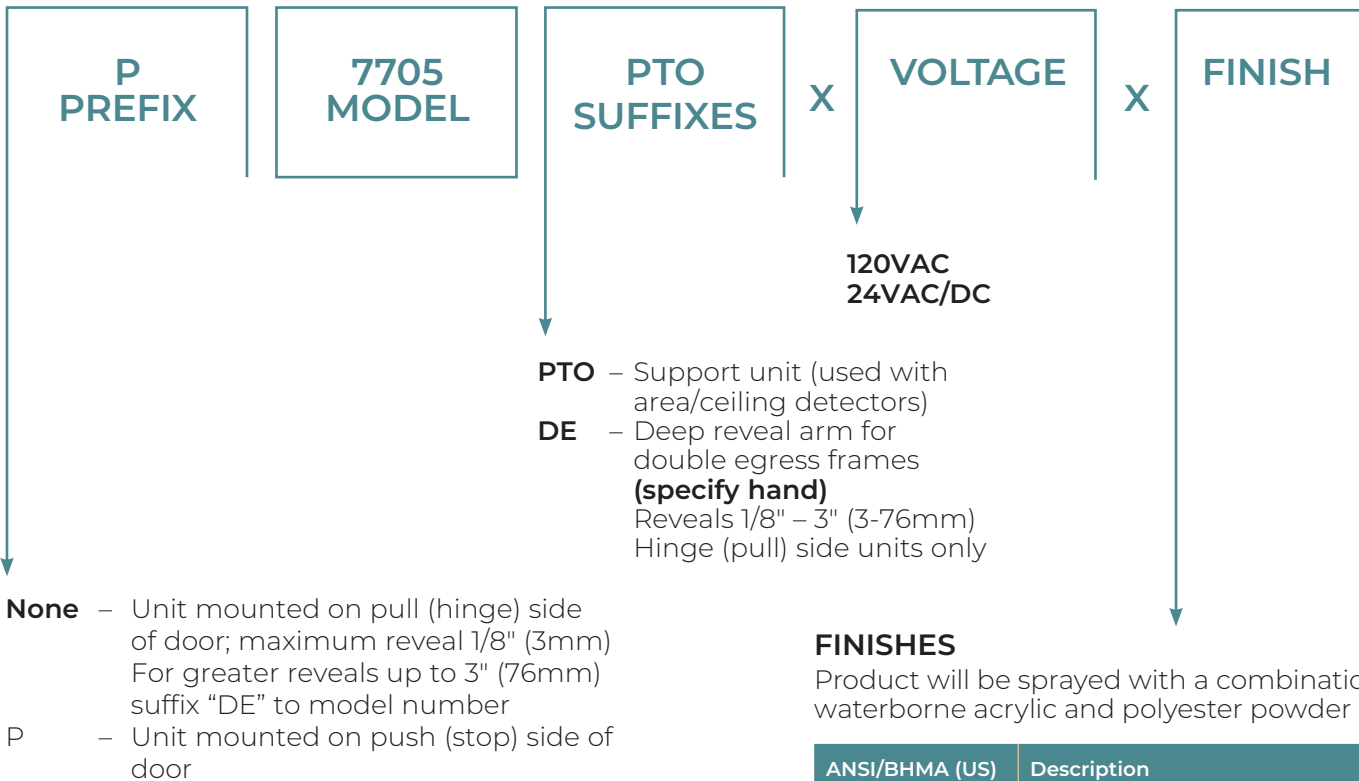 P
PREFIX
7705
MODEL
PTO
SUFFIXES
X
VOLTAGE
X
FINISH
120VAC
24VAC/DC
PTO – Support unit (used with
area/ceiling detectors)
DE – Deep reveal arm for
double egress frames
(specify hand)
Reveals 1/8" – 3" (3-76mm)
Hinge (pull) side units only
None – Unit mounted on pull (hinge) side
of door; maximum reveal 1/8" (3mm)
For greater reveals up to 3" (76mm)
suffix “DE” to model number
P – Unit mounted on push (stop) side of
door
FINISHES
Product will be sprayed with a combinatio
waterborne acrylic and polyester powder
ANSI/BHMA (US) Description